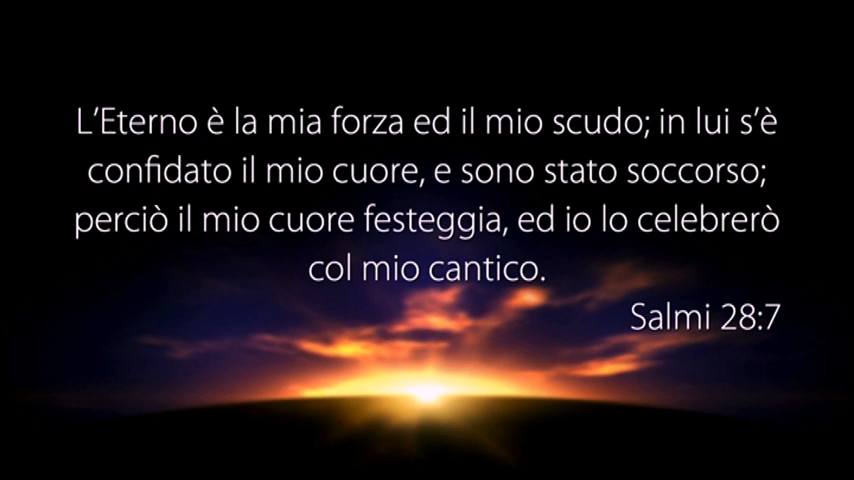 L’Eterno è la mia forza ed il mio scudo; in lui s’è
confidato il mio cuore, e sono stato soccorso;
perciò il mio cuore festeggia, ed io lo celebrerò
col mio cantico.
Salmi 28:7